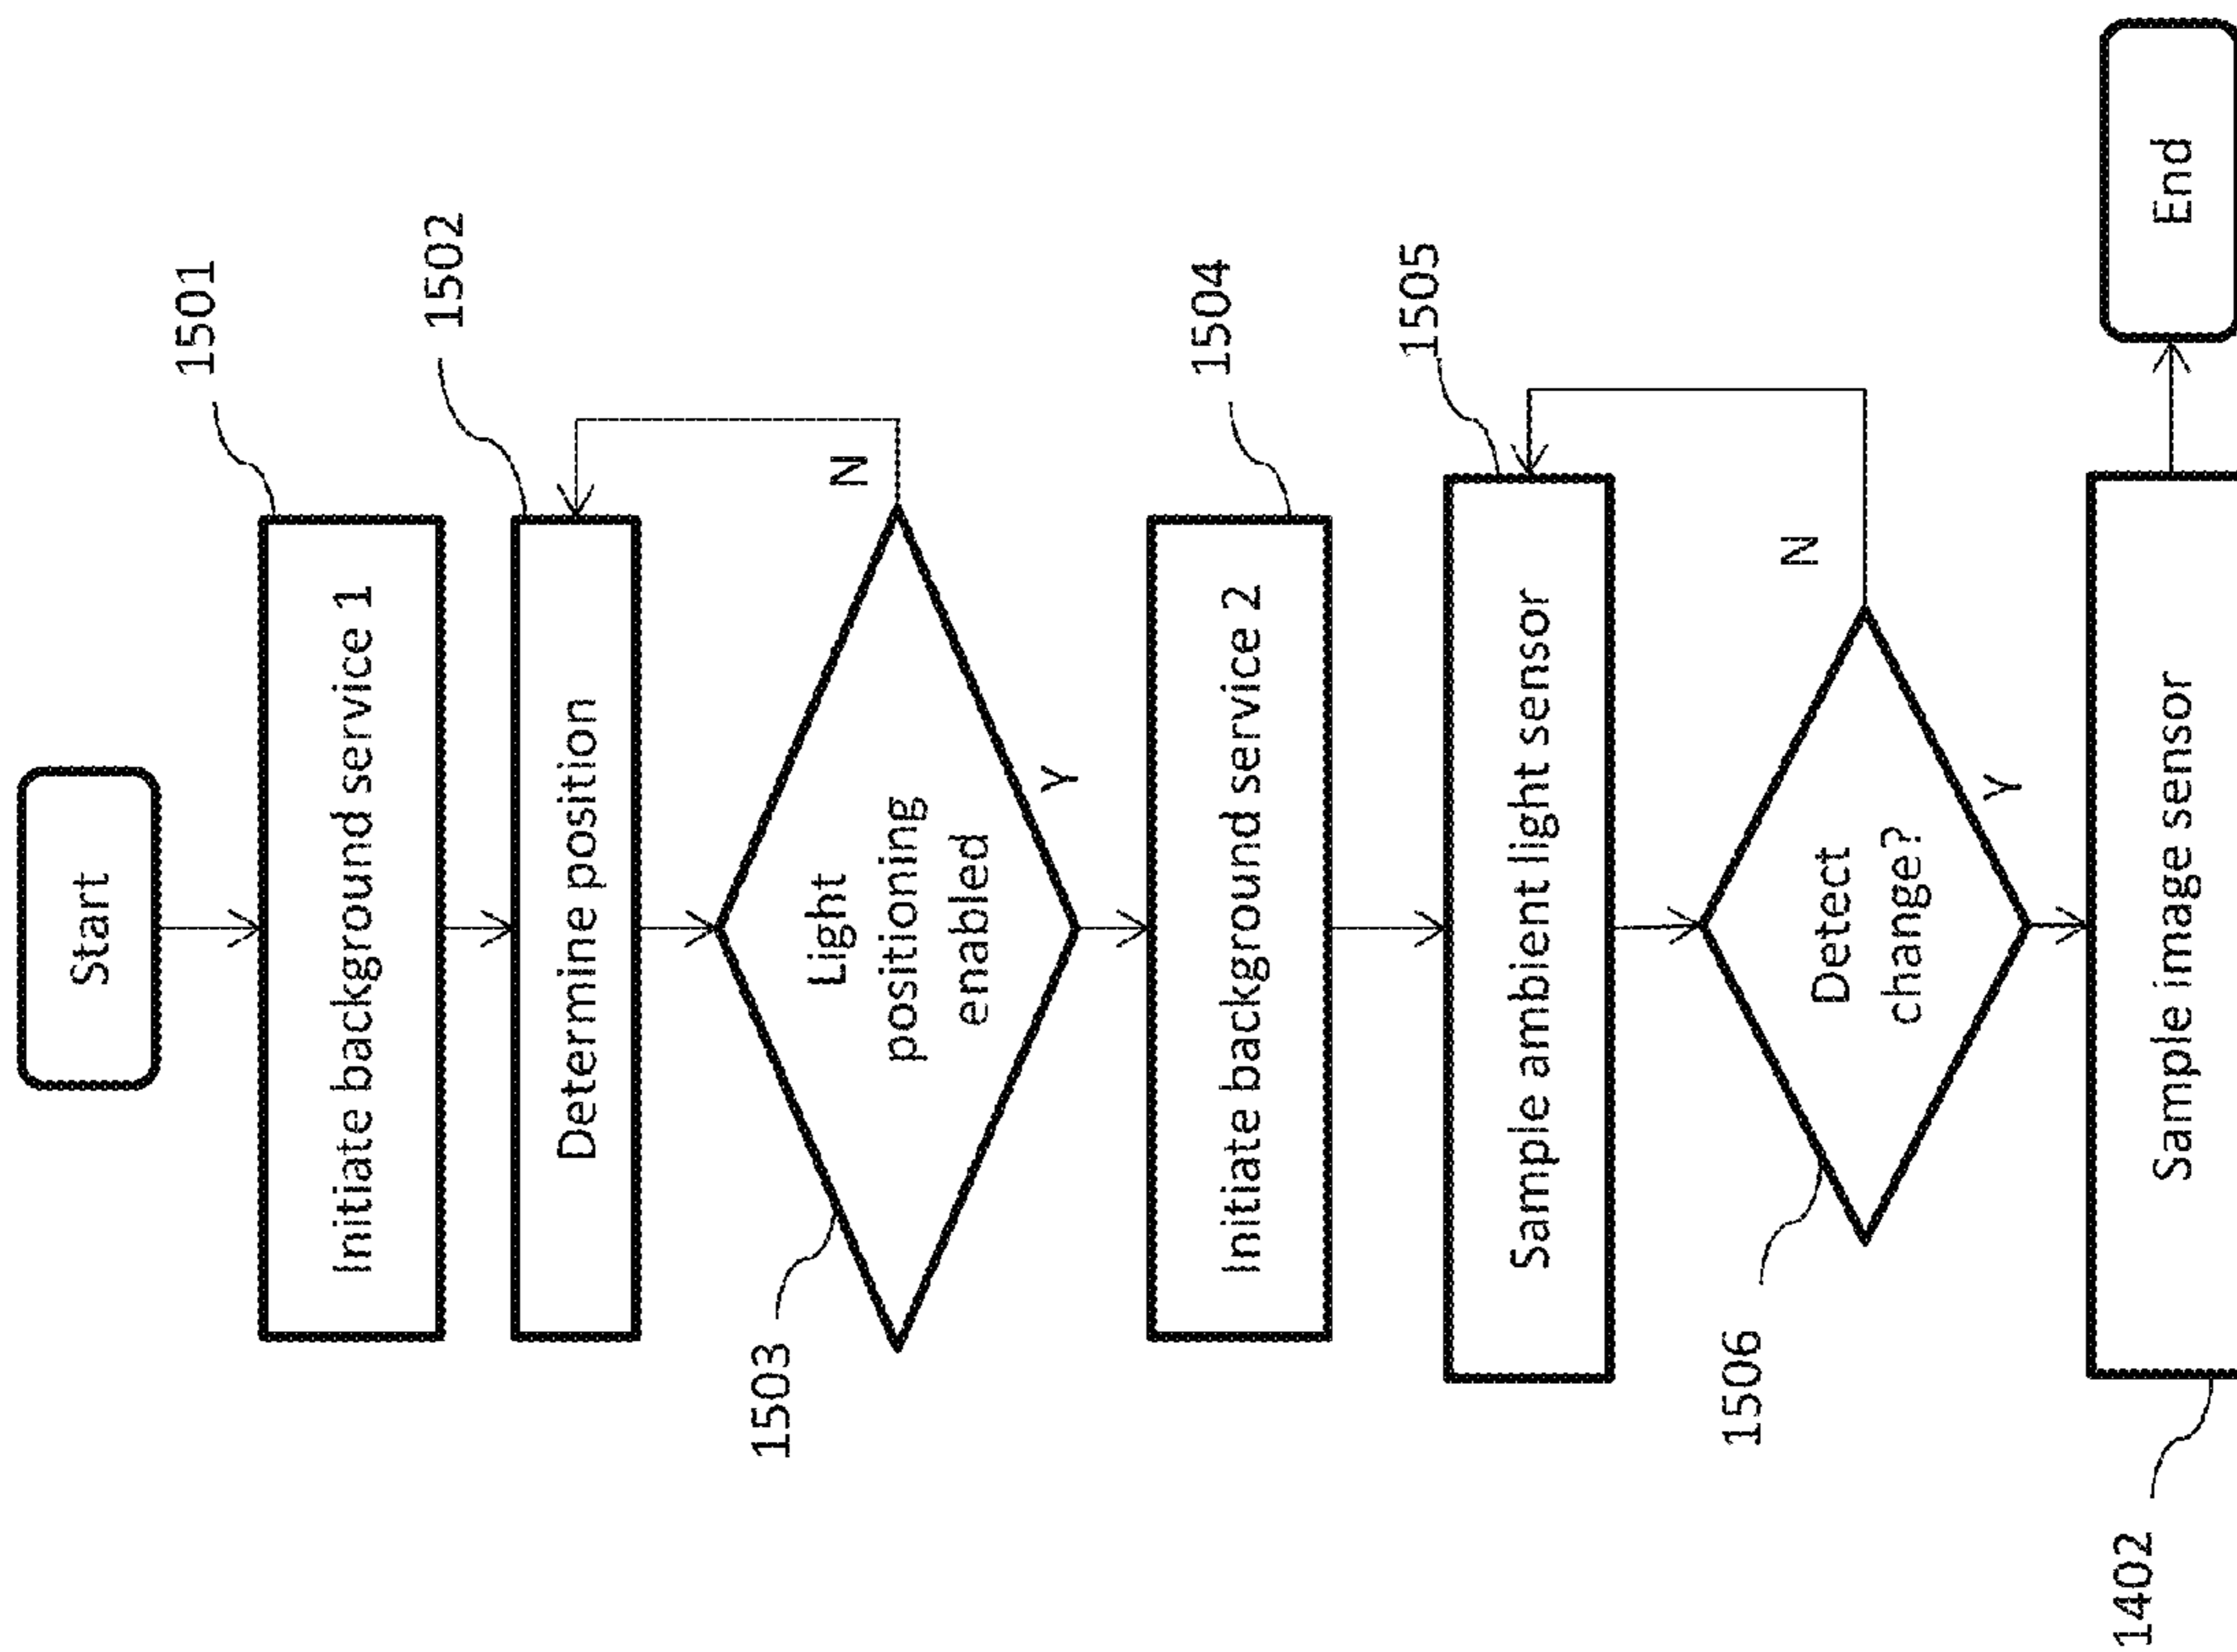 Start
1501
Initiate background service 1
1502
Determine position
1503
Light
positioning
enabled
N
Y
1504
Initiate background service 2
1505
Sample ambient light sensor
1506
Detect
change?
N
Y
1402
Sample image sensor
End